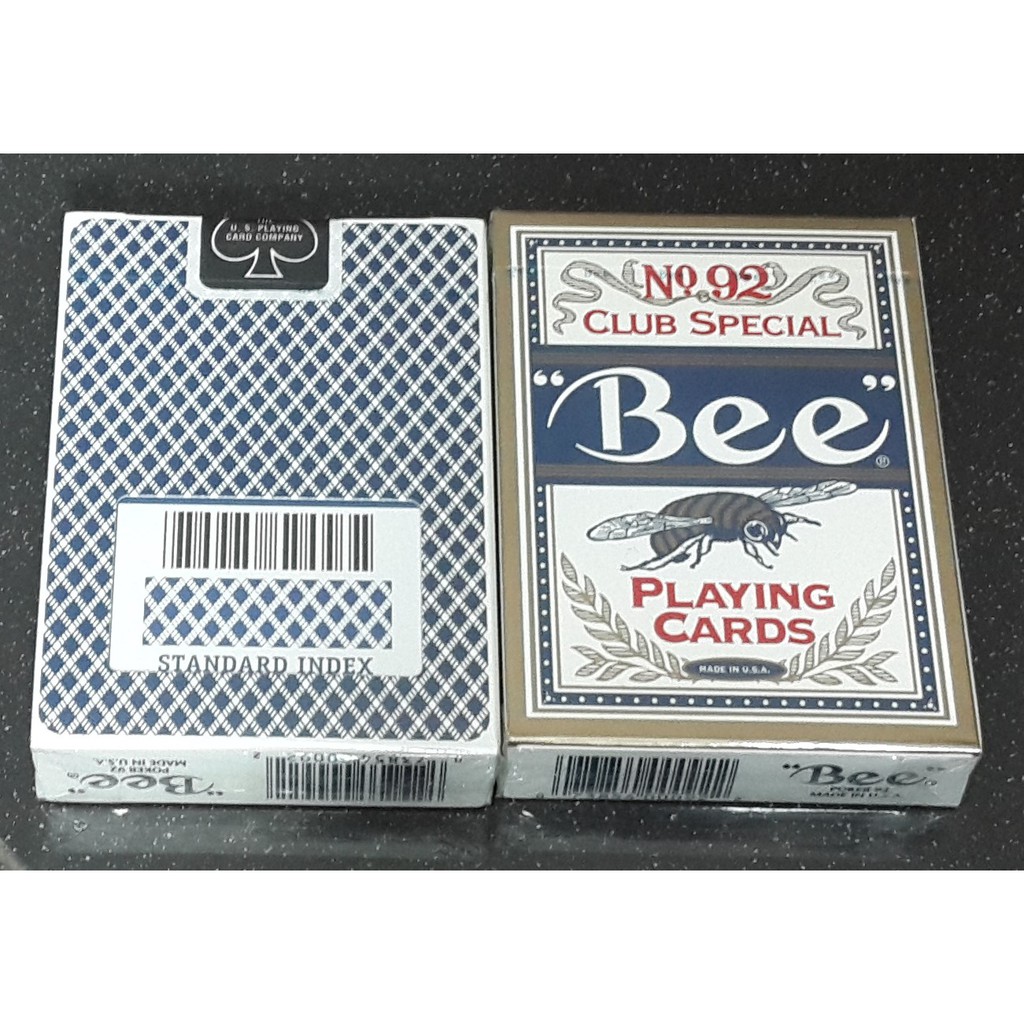 THE
U. S. PLAYING
CARD COMPANY
STANDARD INDEX
"Bee"®
POKER 92
MADE IN U.S.A.
No. 92
CLUB SPECIAL
"Bee"®
PLAYING
CARDS
MADE IN U.S.A.
"Bee"®
POKER 92
MADE IN U.S.A.